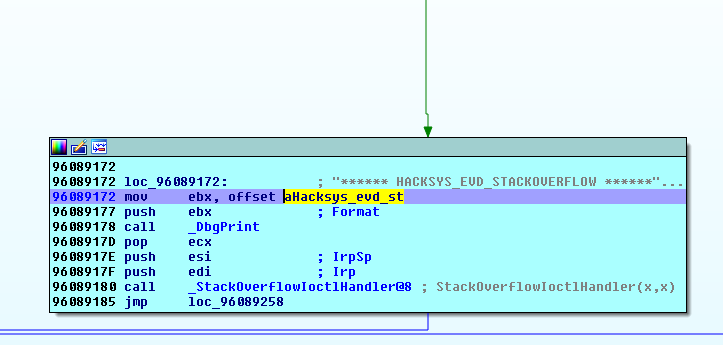 96089172
96089172 loc_96089172: ; "****** HACKSYS_EVD_STACKOVERFLOW ******"...
96089172 mov ebx, offset aHacksys_evd_st
96089177 push ebx ; Format
96089178 call _DbgPrint
9608917D pop ecx
9608917E push esi ; IrpSp
9608917F push edi ; Irp
96089180 call _StackOverflowIoctlHandler@8 ; StackOverflowIoctlHandler(x,x)
96089185 jmp loc_96089258